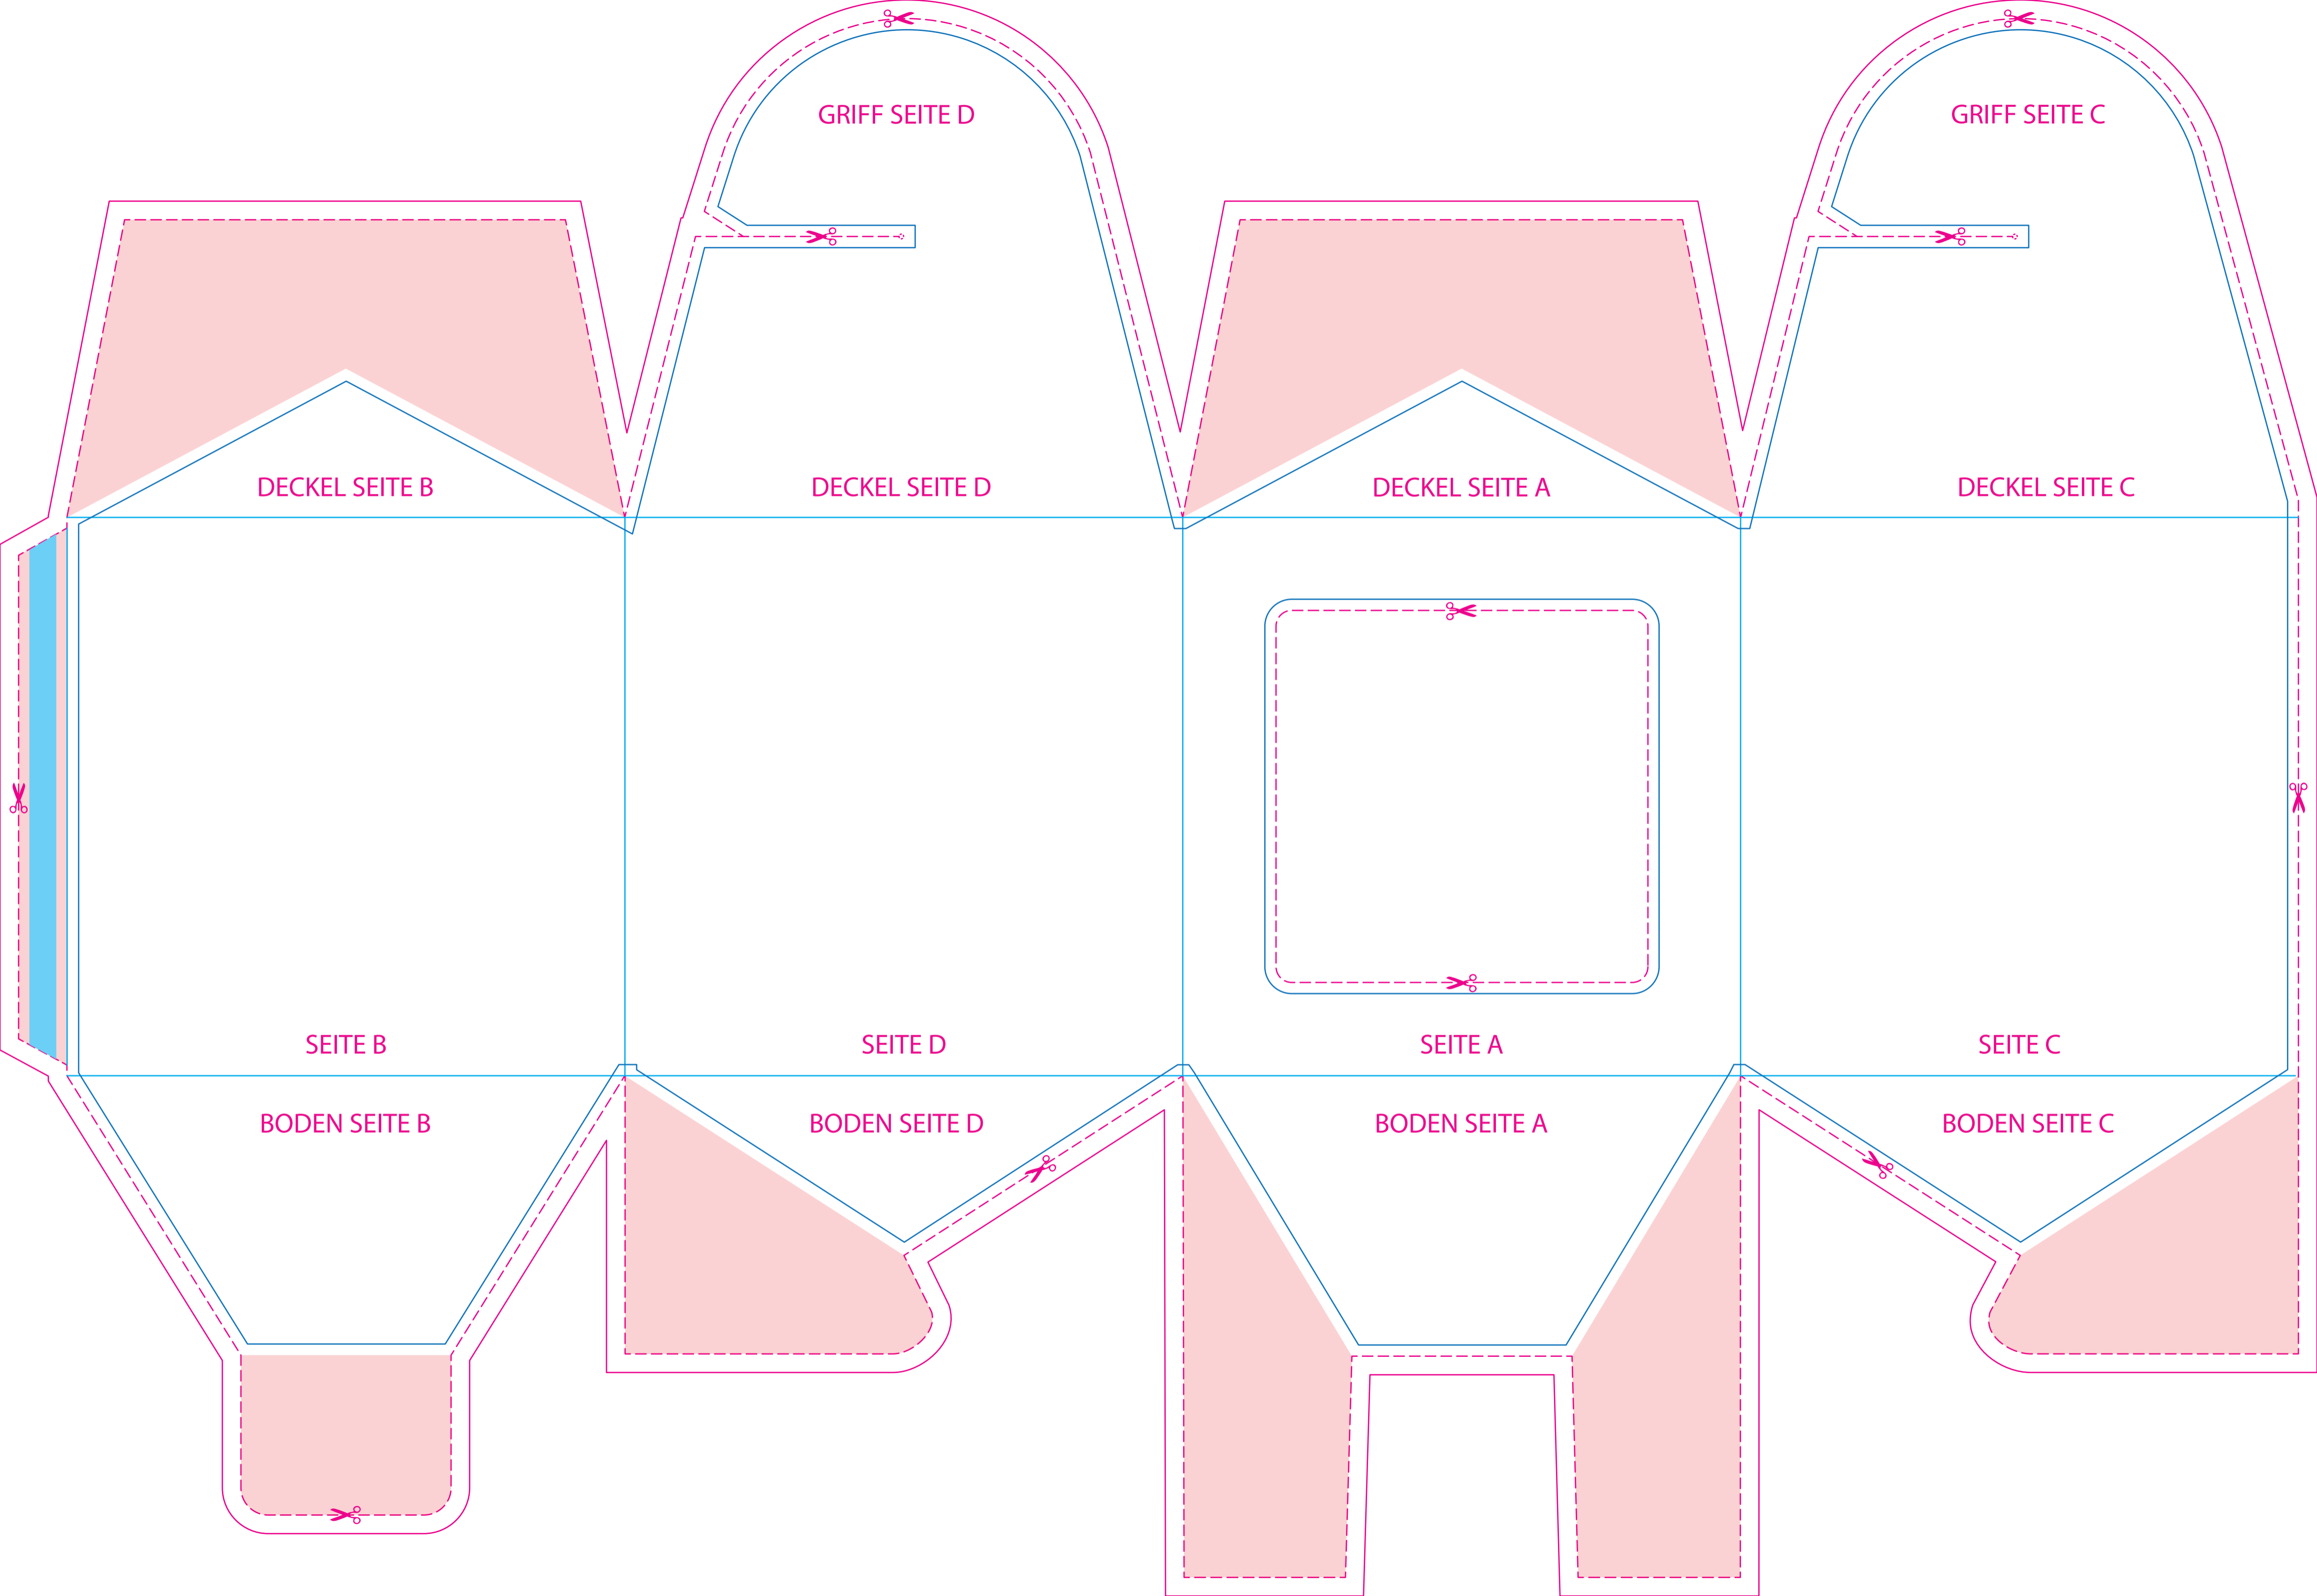 GRIFF SEITE D
GRIFF SEITE C
DECKEL SEITE B
DECKEL SEITE D
DECKEL SEITE A
DECKEL SEITE C
SEITE B
SEITE D
SEITE A
SEITE C
BODEN SEITE B
BODEN SEITE D
BODEN SEITE A
BODEN SEITE C